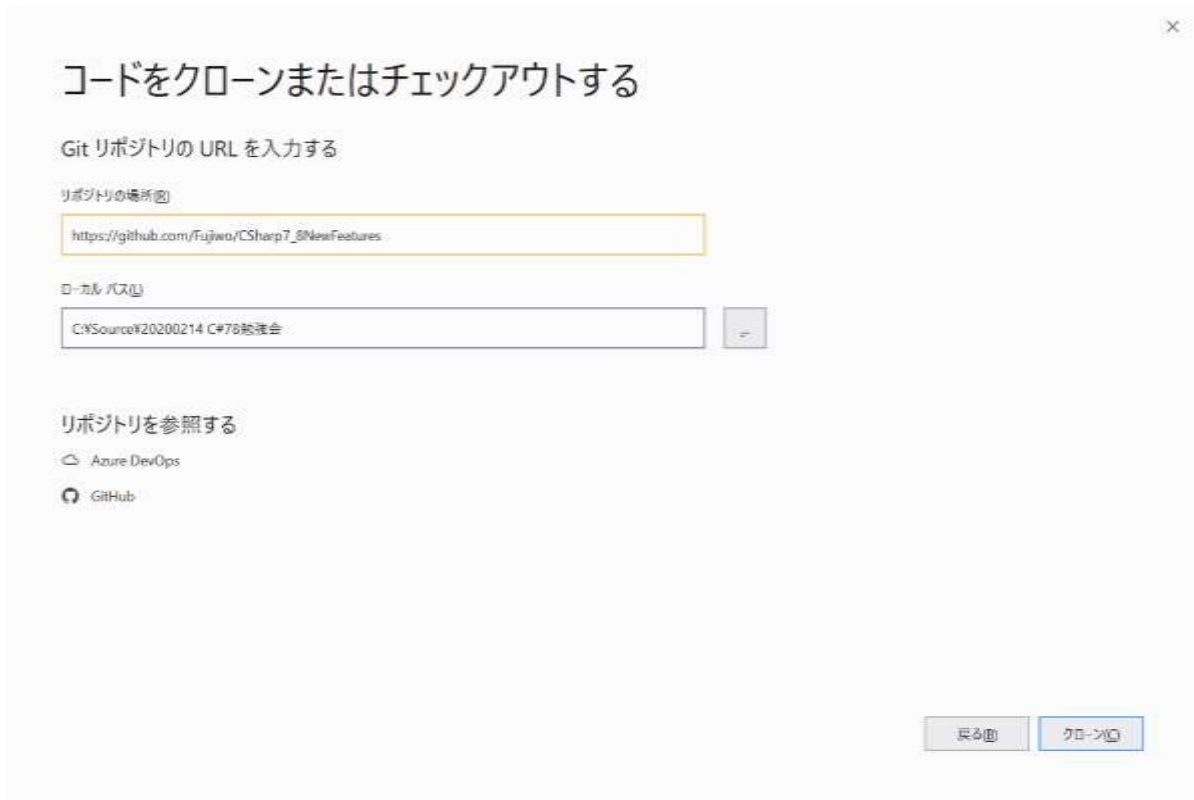 コードをクローンまたはチェックアウトする
Git リポジトリの URL を入力する
リポジトリの場所(R)
https://github.com/Fujiwo/CSharp7_8NewFeatures
ローカル パス(L)
C:¥Source¥20200214 C#78勉強会
...
リポジトリを参照する
Azure DevOps
GitHub
戻る(B)
クローン(C)